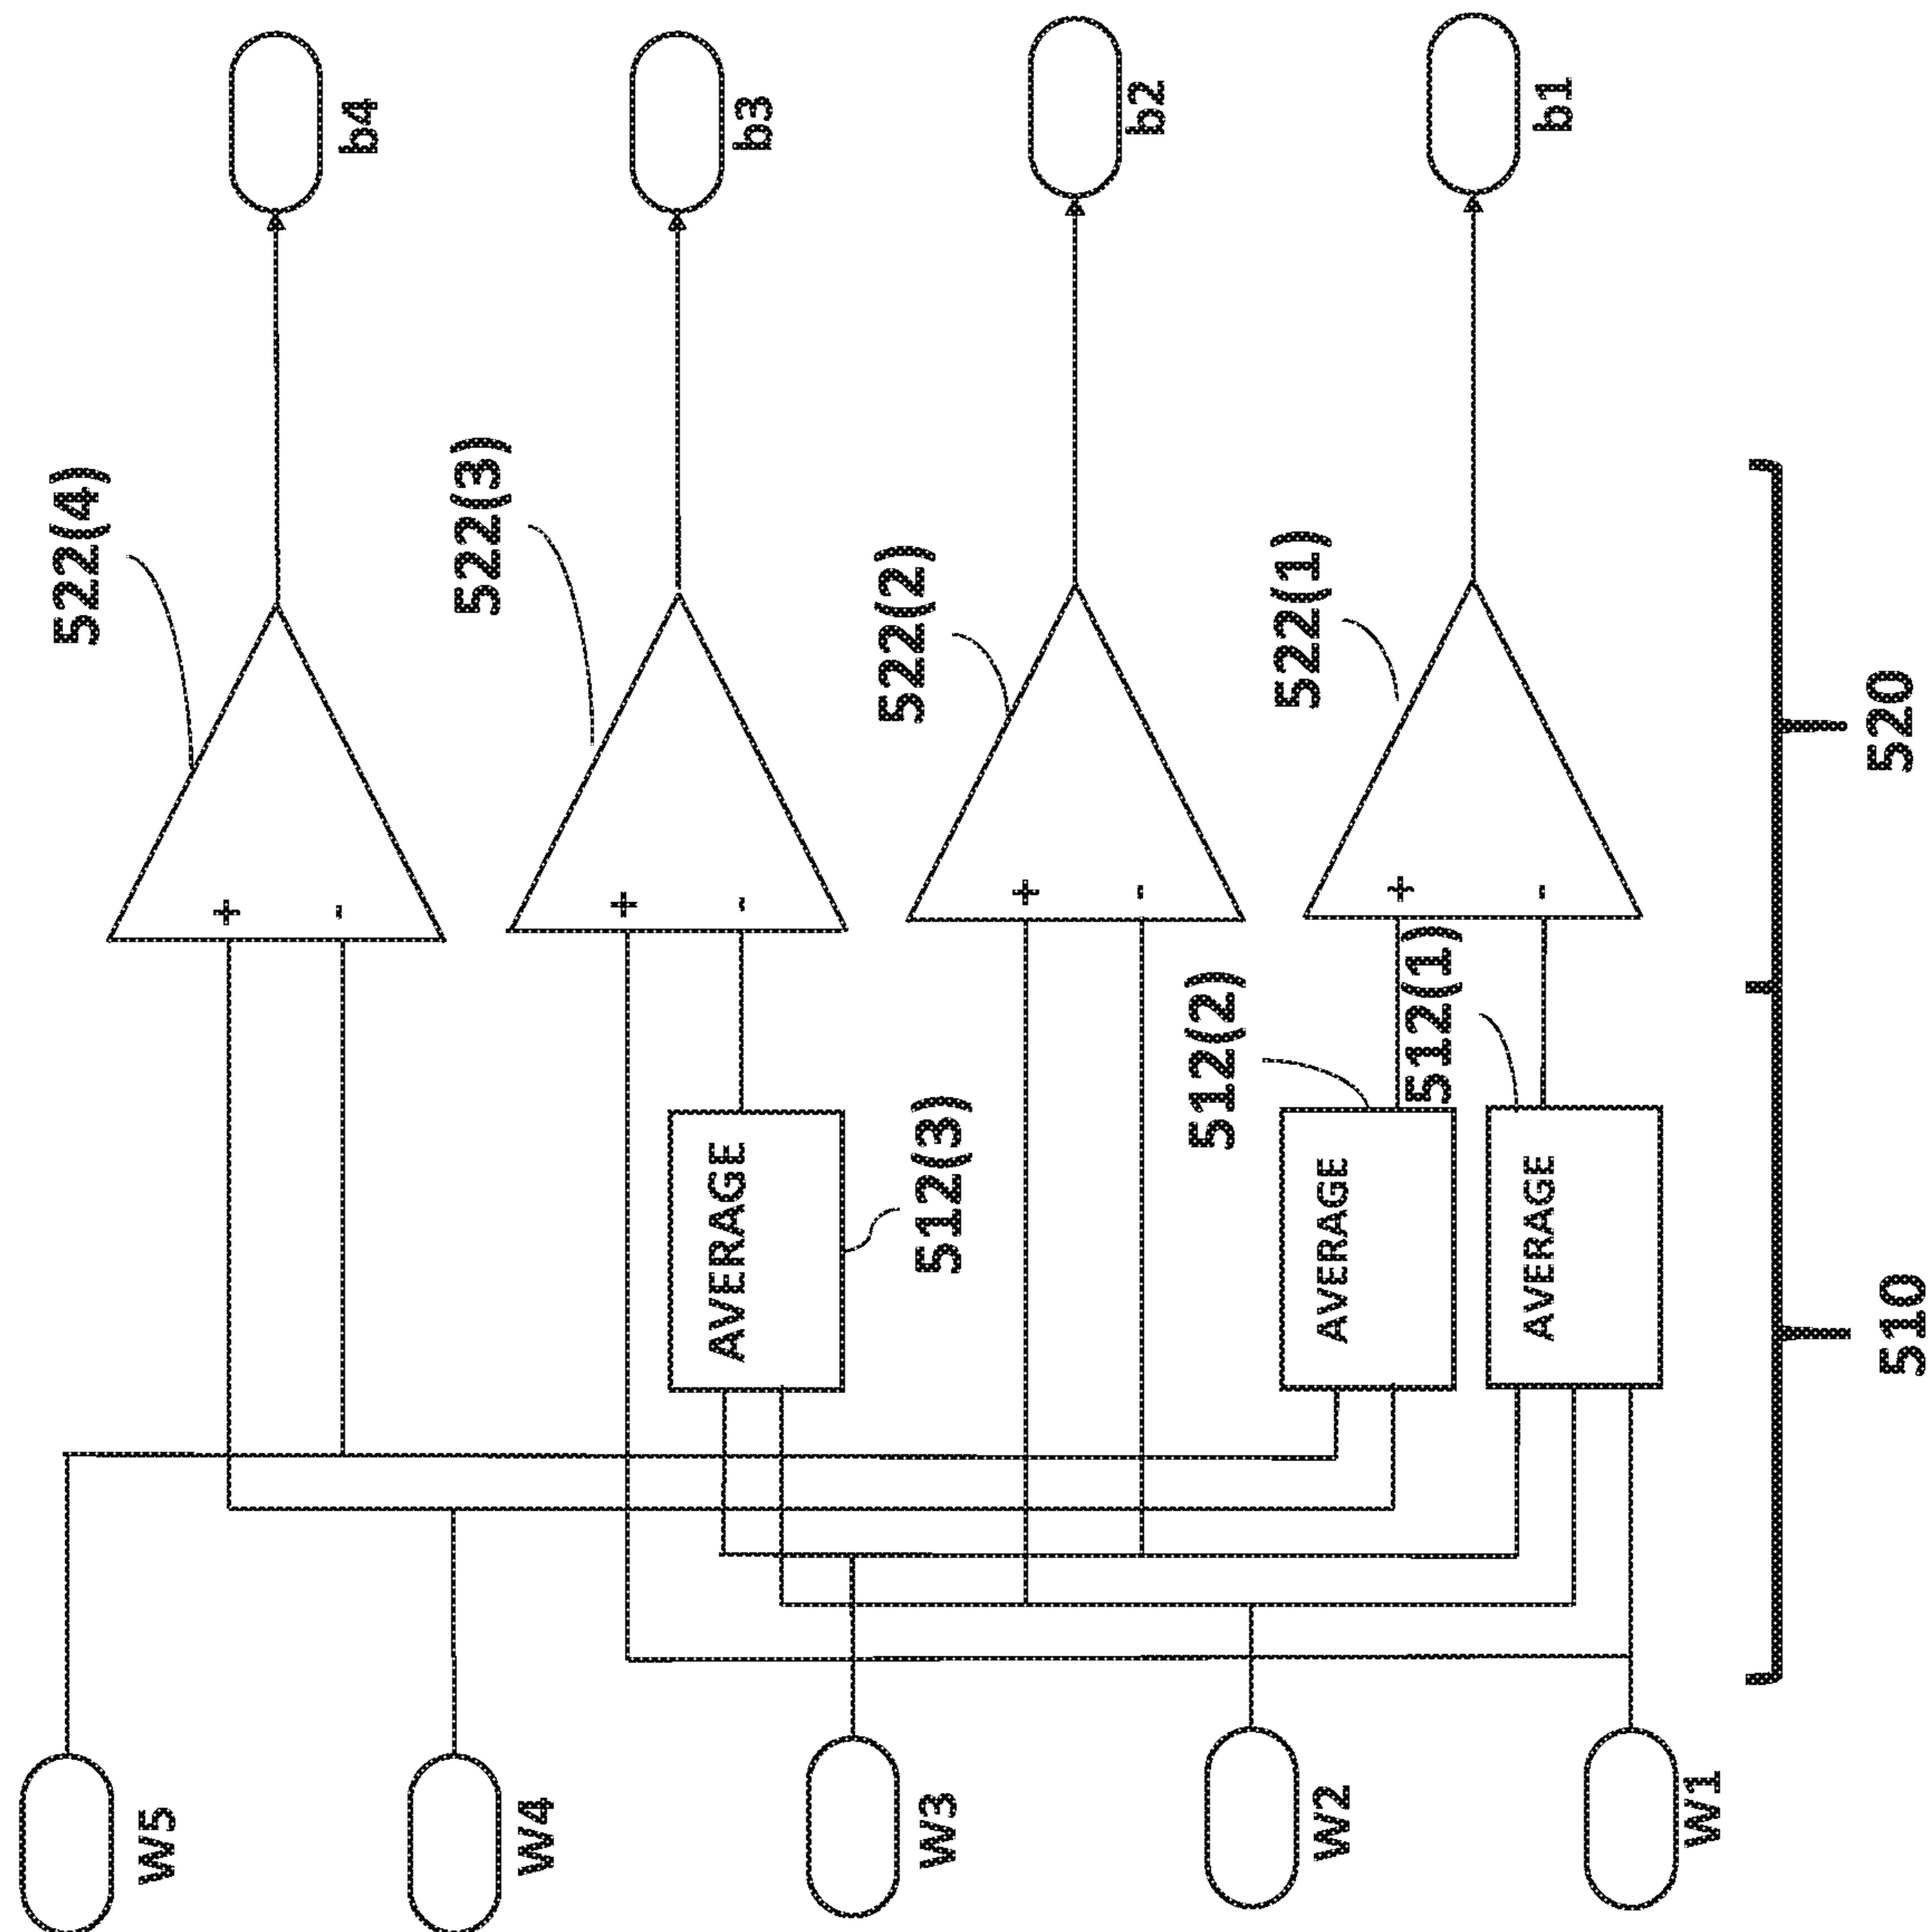 b4
b3
b2
b1
522(4)
522(3)
522(2)
522(1)
520
+
-
+
-
+
-
+
-
512(3)
512(2)
512(1)
AVERAGE
AVERAGE
AVERAGE
510
W5
W4
W3
W2
W1